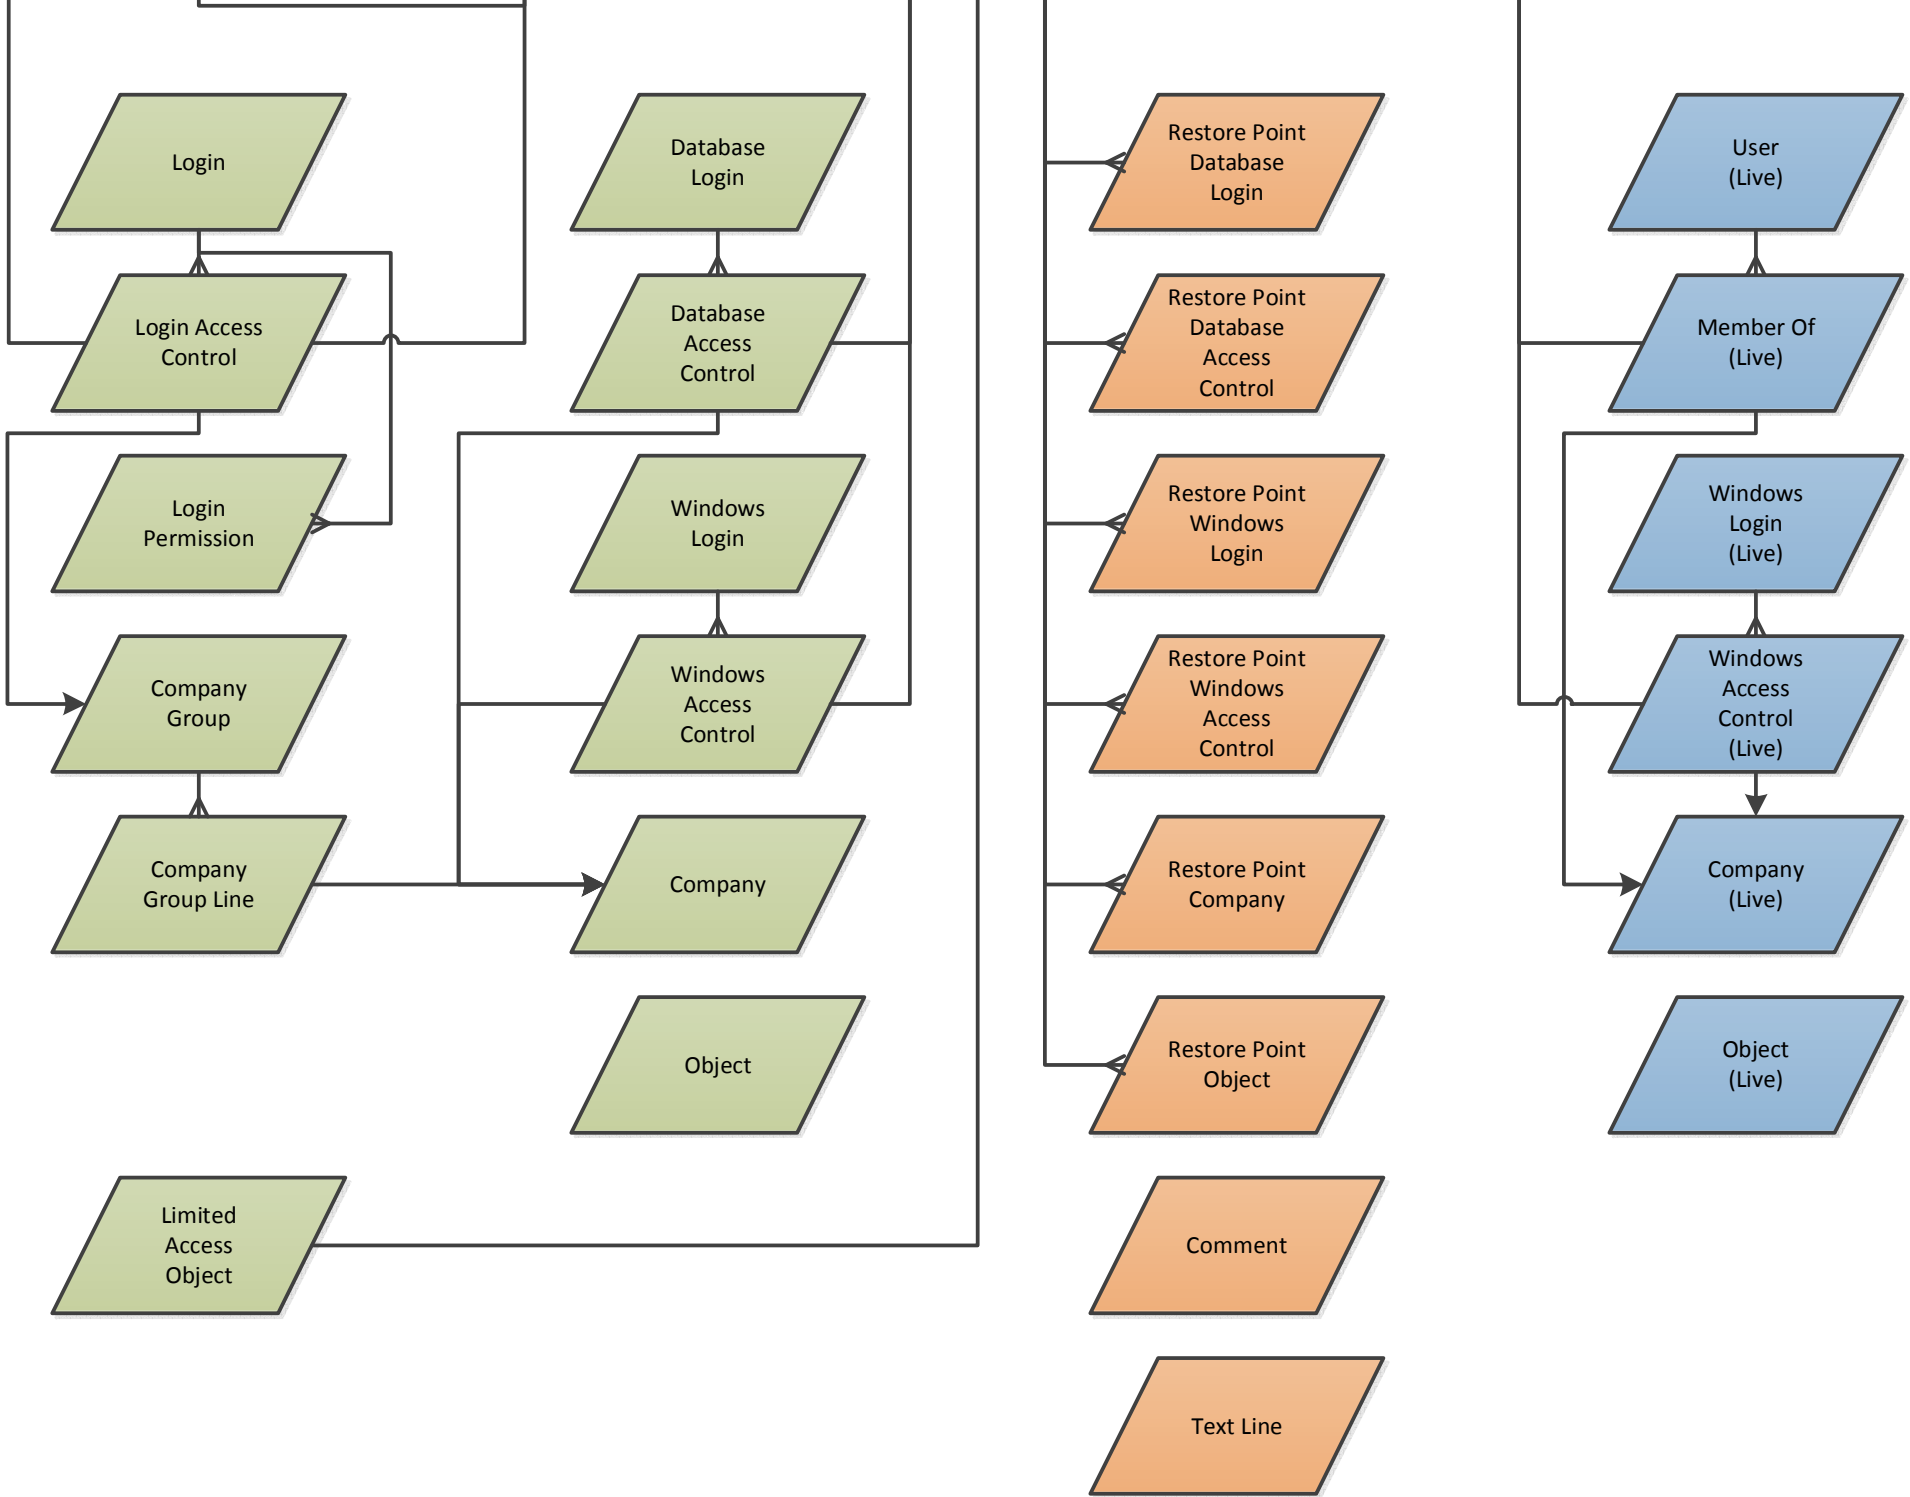 Login
Database
Login
Restore Point
Database
Login
User
(Live)
Login Access
Control
Database
Access
Control
Restore Point
Database
Access
Control
Member Of
(Live)
Login
Permission
Windows
Login
Restore Point
Windows
Login
Windows
Login
(Live)
Company
Group
Windows
Access
Control
Restore Point
Windows
Access
Control
Windows
Access
Control
(Live)
Company
Group Line
Company
Restore Point
Company
Company
(Live)
Object
Restore Point
Object
Object
(Live)
Limited
Access
Object
Comment
Text Line